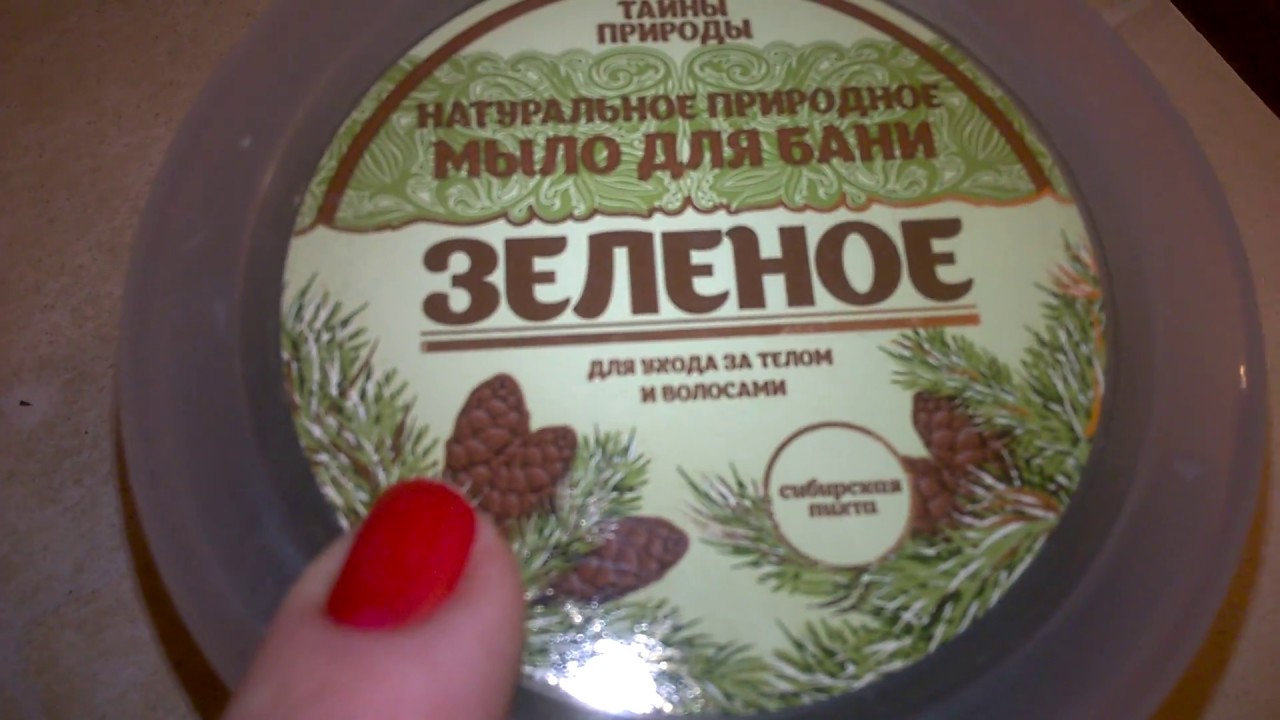 ТАЙНЫ
ПРИРОДЫ
НАТУРАЛЬНОЕ ПРИРОДНОЕ
МЫЛО ДЛЯ БАНИ
ЗЕЛЕНОЕ
ДЛЯ УХОДА ЗА ТЕЛОМ
И ВОЛОСАМИ
сибирская
пихта